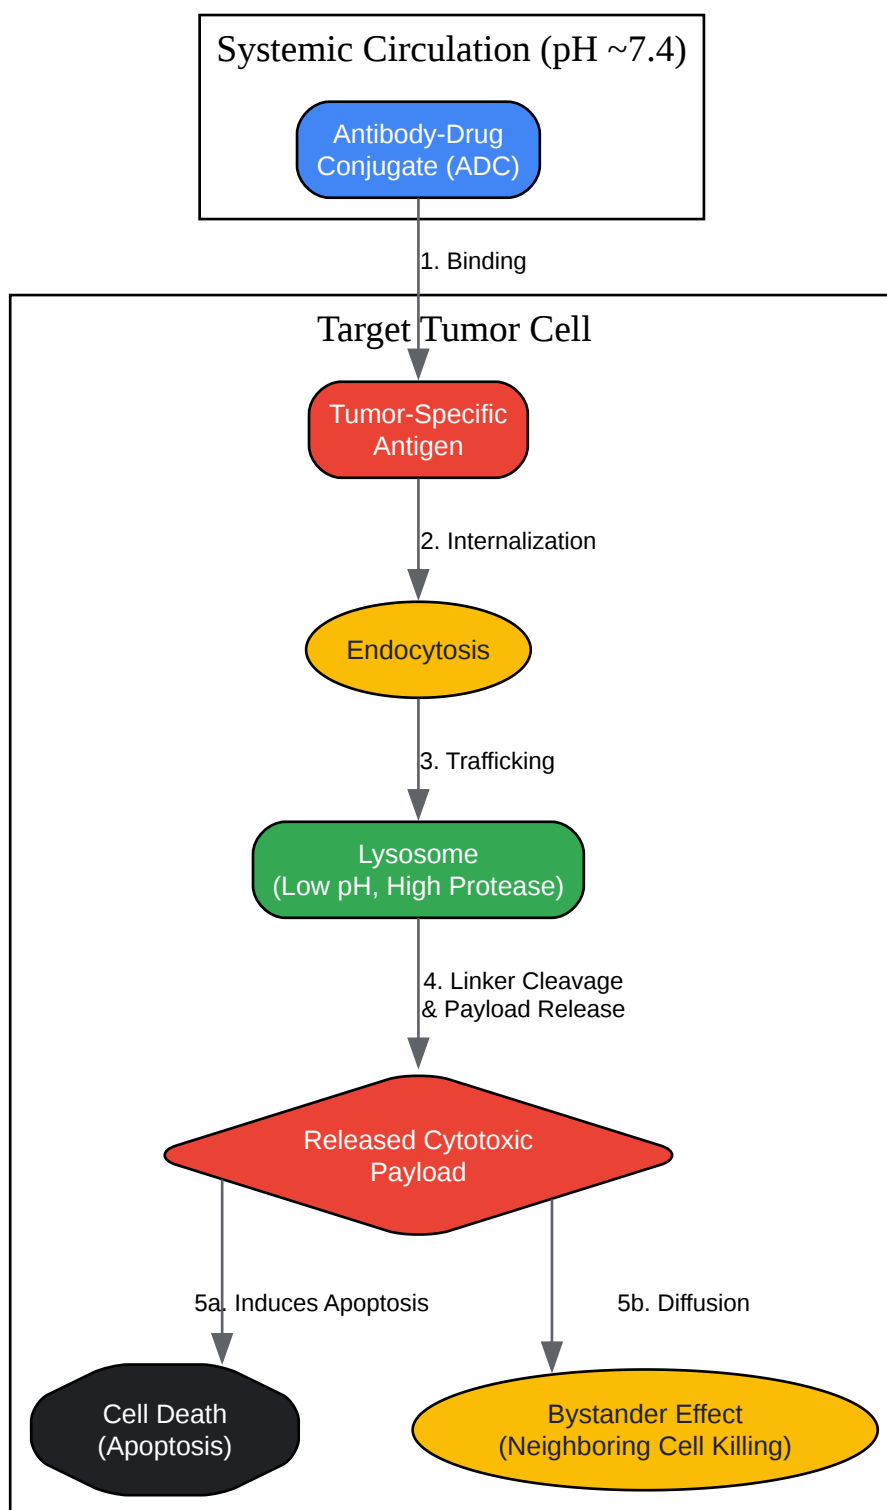 Systemic Circulation (pH ~7.4)
Antibody-Drug
Conjugate (ADC)
1. Binding
Target Tumor Cell
Tumor-Specific
Antigen
2. Internalization
Endocytosis
3. Trafficking
Lysosome
(Low pH, High Protease)
4. Linker Cleavage
& Payload Release
Released Cytotoxic
Payload
5a. Induces Apoptosis
5b. Diffusion
Cell Death
(Apoptosis)
Bystander Effect
(Neighboring Cell Killing)